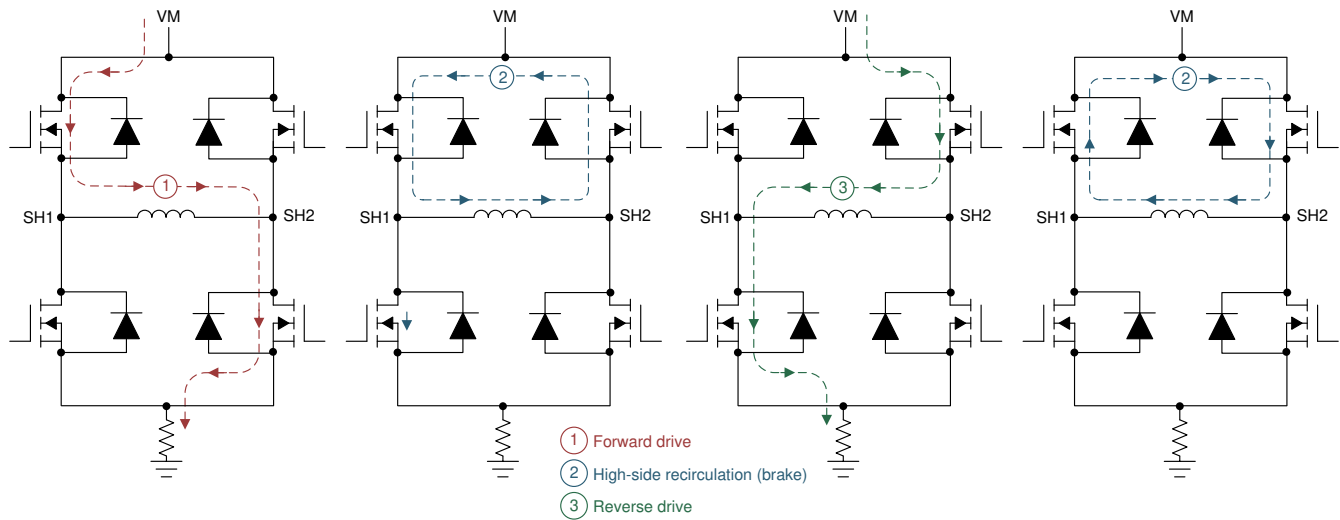 VM
VM
VM
VM
2
2
1
3
SH1
SH2
SH1
SH2
SH1
SH2
SH1
SH2
1 Forward drive
2 High-side recirculation (brake)
3 Reverse drive